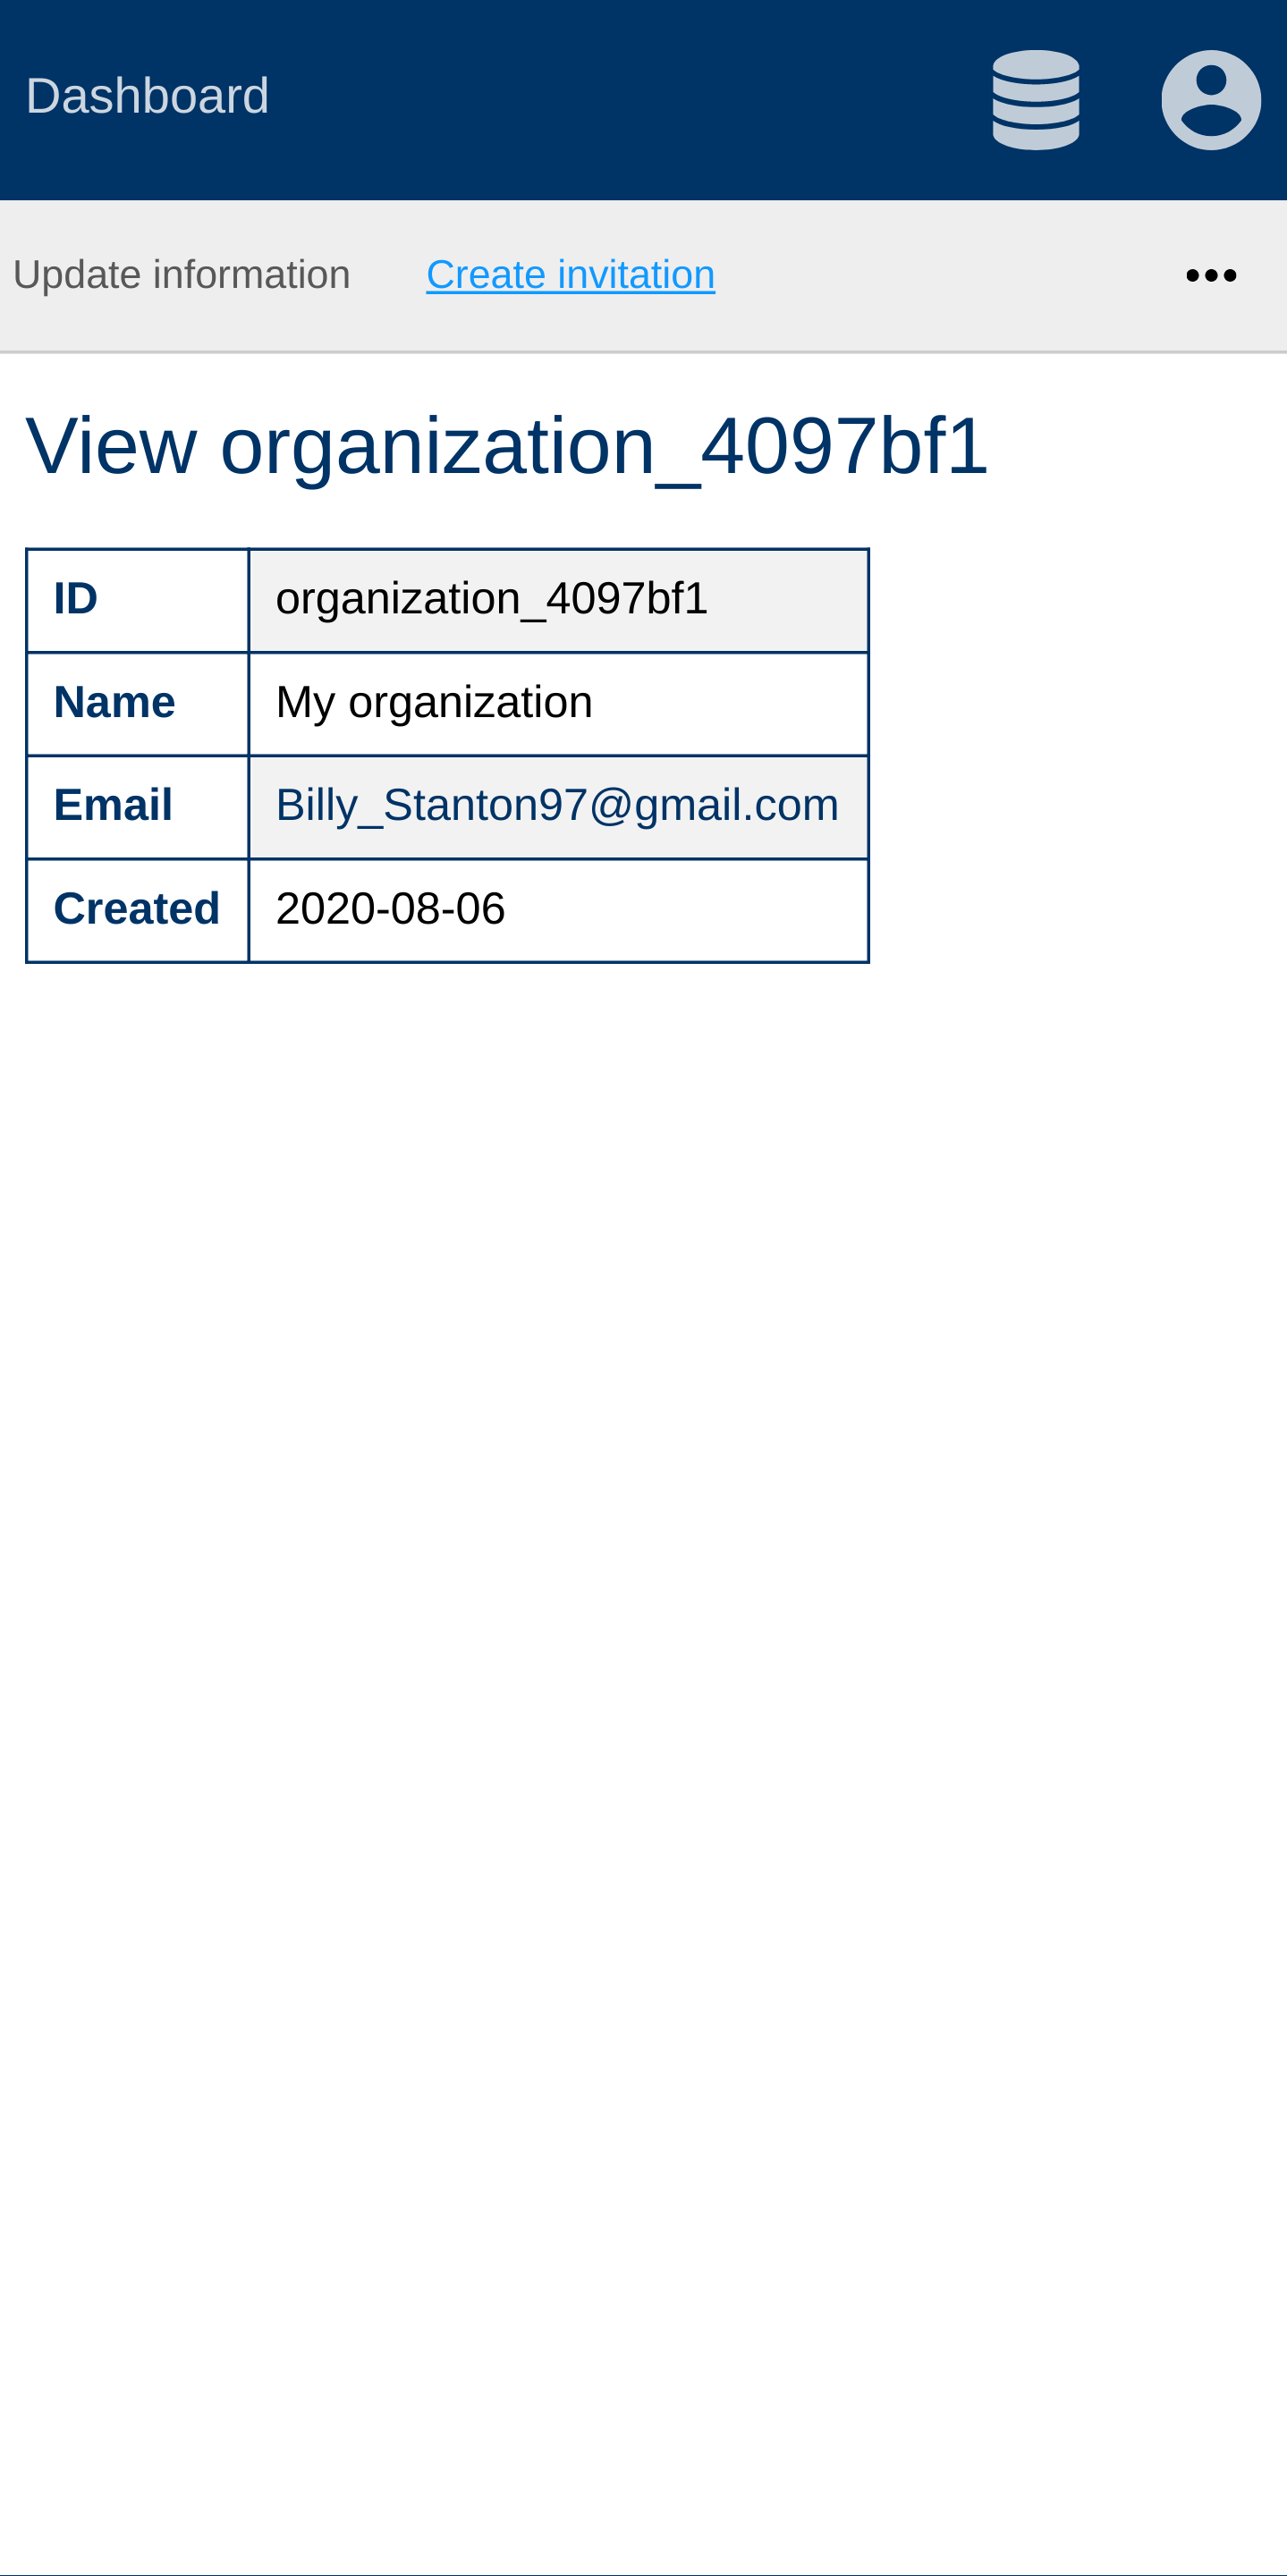 Dashboard
Update information Create invitation
View organization_4097bf1
ID organization_4097bf1
Name My organization
Email Billy_Stanton97@gmail.com
Created 2020-08-06